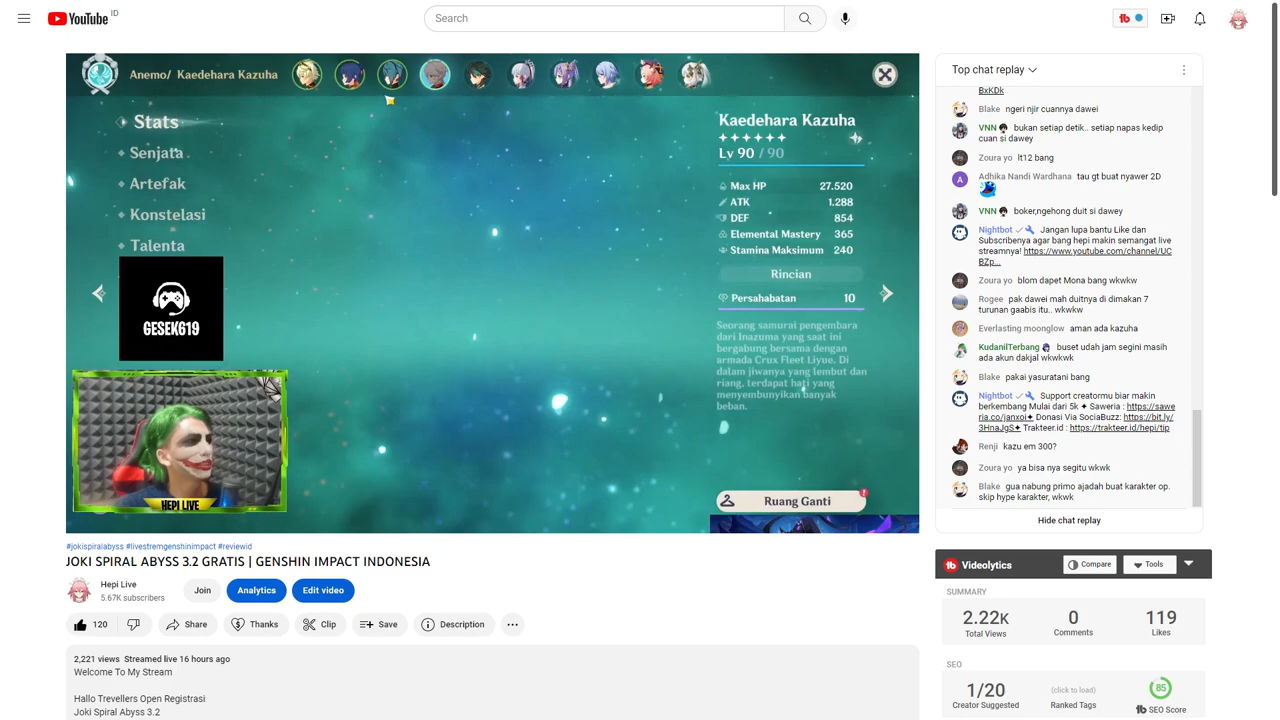 YouTube ID
Search
Anemo/ Kaedehara Kazuha
Stats
Senjata
Artefak
Konstelasi
Talenta
GESEK619
HEPI LIVE
Kaedehara Kazuha
Lv 90 / 90
Max HP 27.520
ATK 1.288
DEF 854
Elemental Mastery 365
Stamina Maksimum 240
Rincian
Persahabatan 10
Seorang samurai pengembara
dari Inazuma yang saat ini
bergabung bersama dengan
armada Crux Fleet Liyue. Di
dalam jiwanya yang lembut dan
riang, terdapat hati yang
menyembunyikan banyak
beban.
Ruang Ganti
#jokispiralabyss #livestremgenshinimpact #reviewid
JOKI SPIRAL ABYSS 3.2 GRATIS | GENSHIN IMPACT INDONESIA
Hepi Live
5.67K subscribers
Join
Analytics
Edit video
120
Share
Thanks
Clip
Save
Description
2,221 views Streamed live 16 hours ago
Welcome To My Stream
Hallo Trevellers Open Registrasi
Joki Spiral Abyss 3.2
Top chat replay
BxKDk
Blake ngeri njir cuannya dawei
VNN bukan setiap detik.. setiap napas kedip
cuan si dawey
Zoura yo lt12 bang
Adhika Nandi Wardhana tau gt buat nyawer 2D
A
VNN boker,ngehong duit si dawey
Nightbot Jangan lupa bantu Like dan
Subscribenya agar bang hepi makin semangat live
streamnya! https://www.youtube.com/channel/UC
BZp...
Zoura yo blom dapet Mona bang wkwkw
Rogee pak dawei mah duitnya di dimakan 7
turunan gaabis itu.. wkwkw
Everlasting moonglow aman ada kazuha
KudanilTerbang buset udah jam segini masih
ada akun dakjal wkwkwk
Blake pakai yasuratani bang
Nightbot Support creatormu biar makin
berkembang Mulai dari 5k ✦ Saweria : https://sawe
ria.co/janxoi✦ Donasi Via SociaBuzz: https://bit.ly/
3HnaJgS✦ Trakteer.id : https://trakteer.id/hepi/tip
Renji kazu em 300?
Zoura yo ya bisa nya segitu wkwk
Blake gua nabung primo ajadah buat karakter op.
skip hype karakter, wkwk
Hide chat replay
tb Videolytics
Compare
Tools
SUMMARY
2.22K
Total Views
0
Comments
119
Likes
SEO
1/20
Creator Suggested
(click to load)
Ranked Tags
85
tb SEO Score